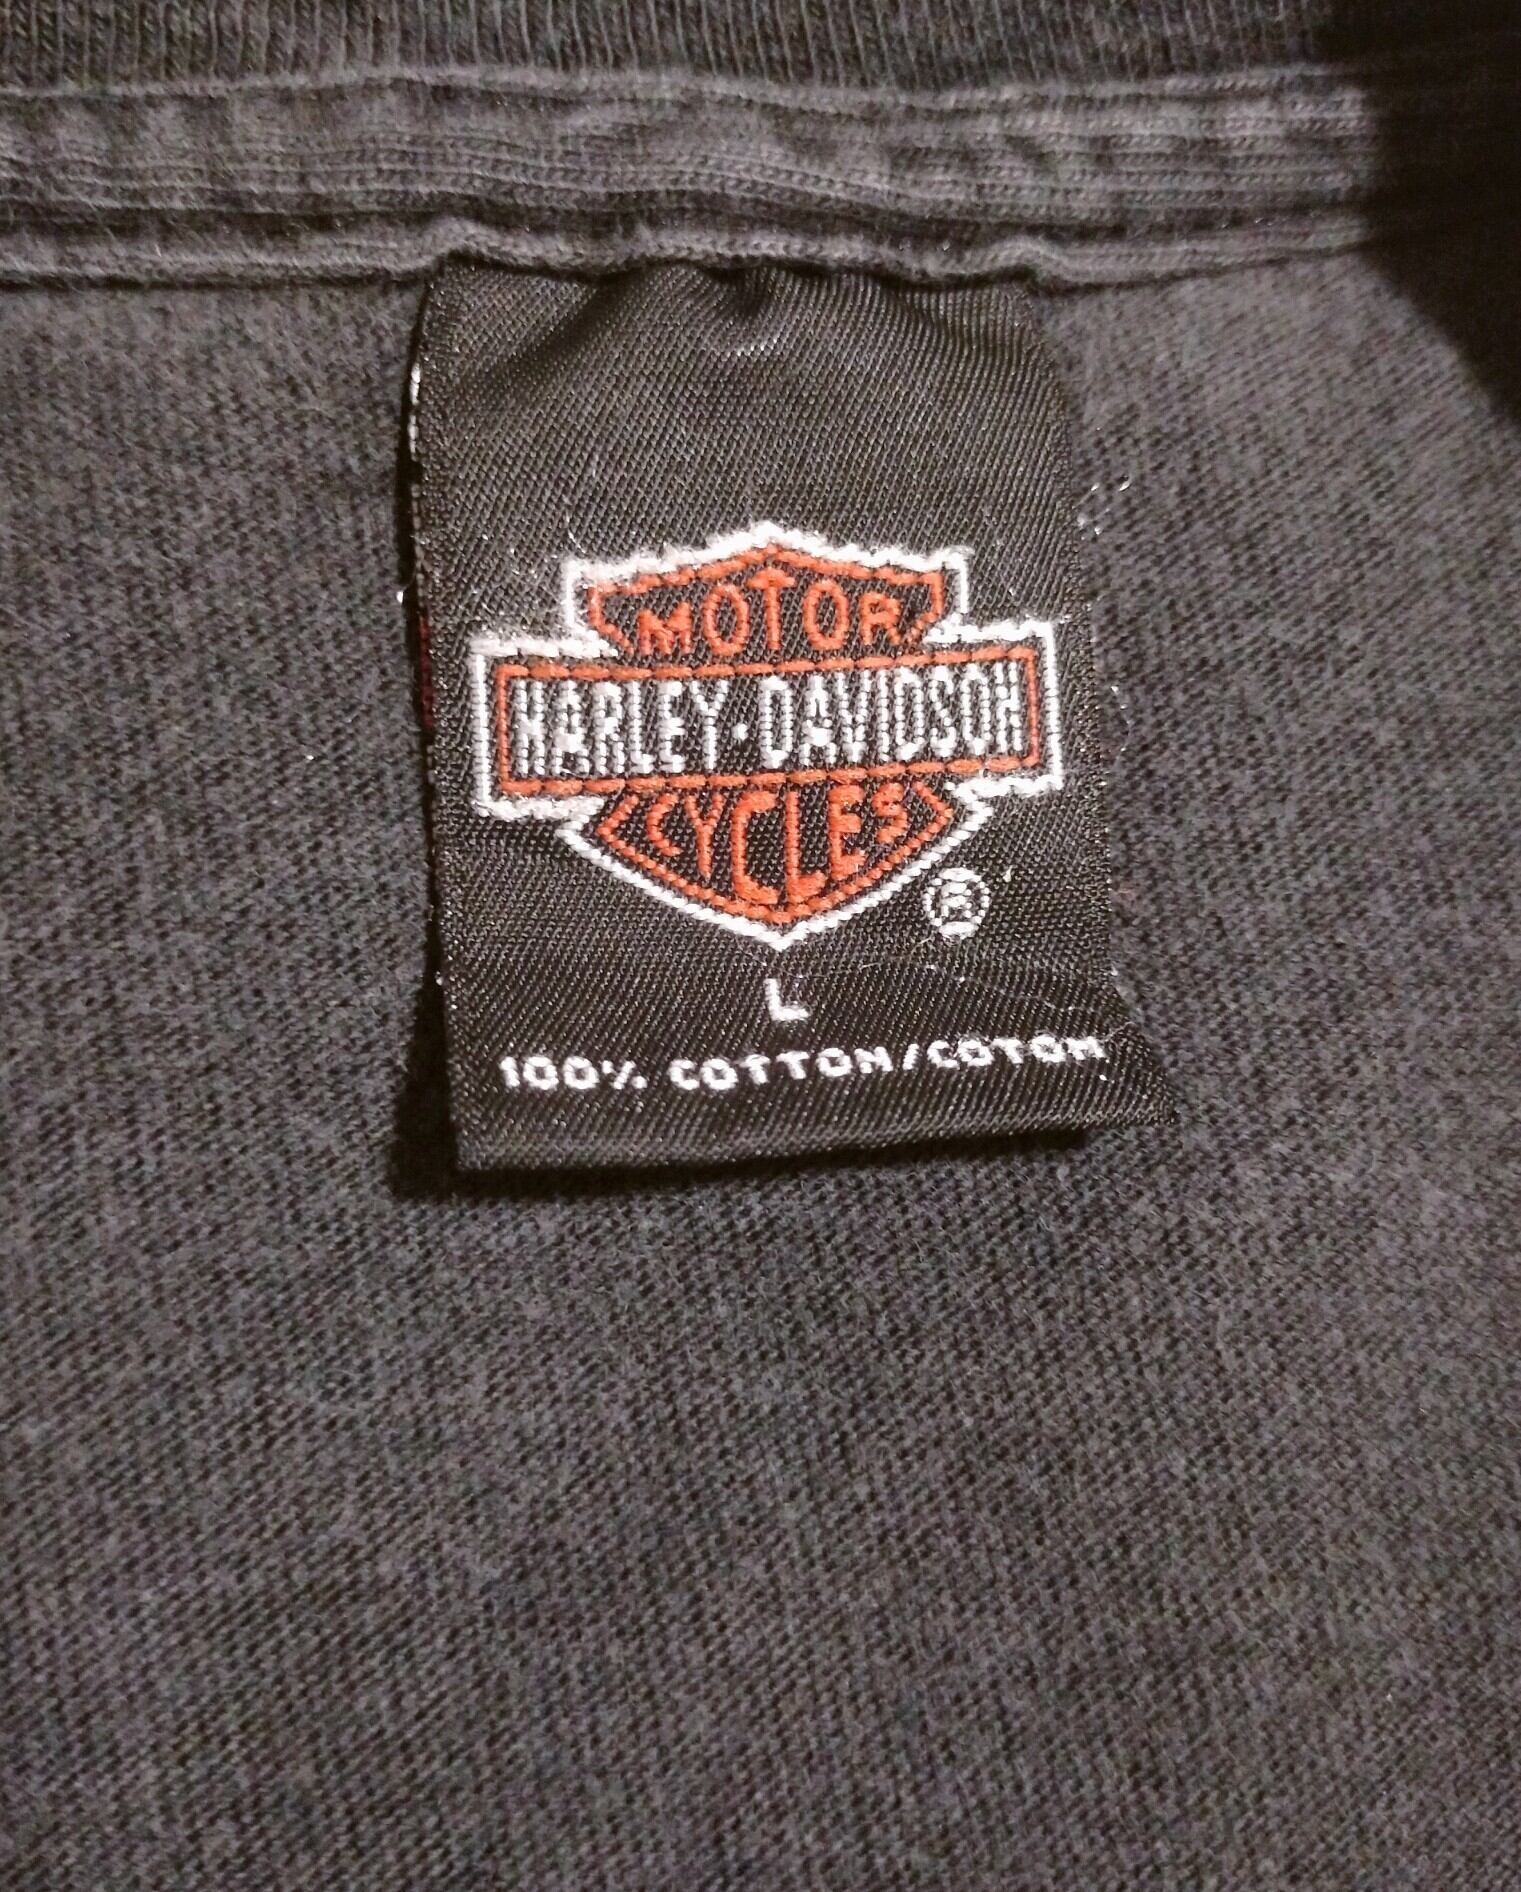 MOTOR
HARLEY-DAVIDSON
CYCLES
®
L
100% COTTON/COTON